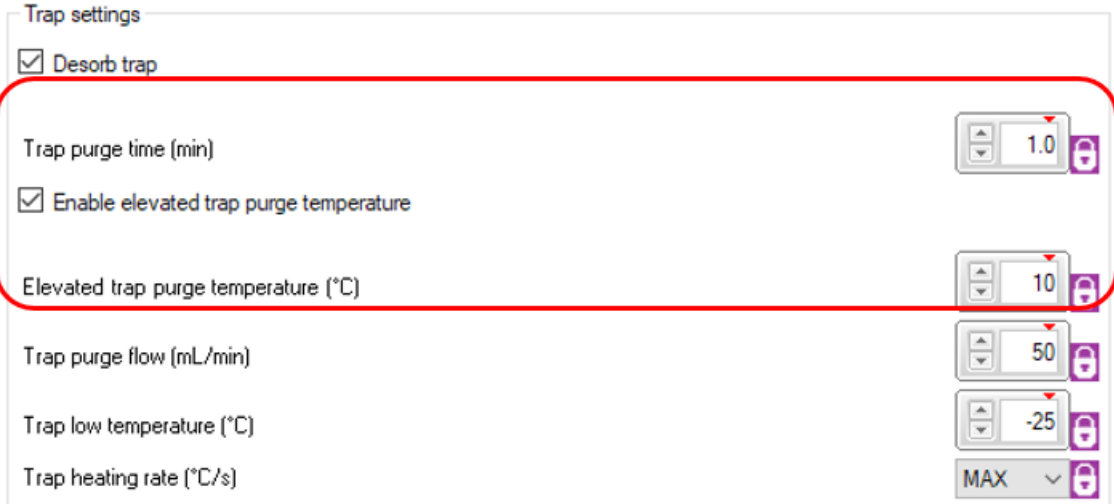 Trap settings
Desorb trap
Trap purge time (min) 1.0
Enable elevated trap purge temperature
Elevated trap purge temperature (°C) 10
Trap purge flow (mL/min) 50
Trap low temperature (°C) -25
Trap heating rate (°C/s) MAX